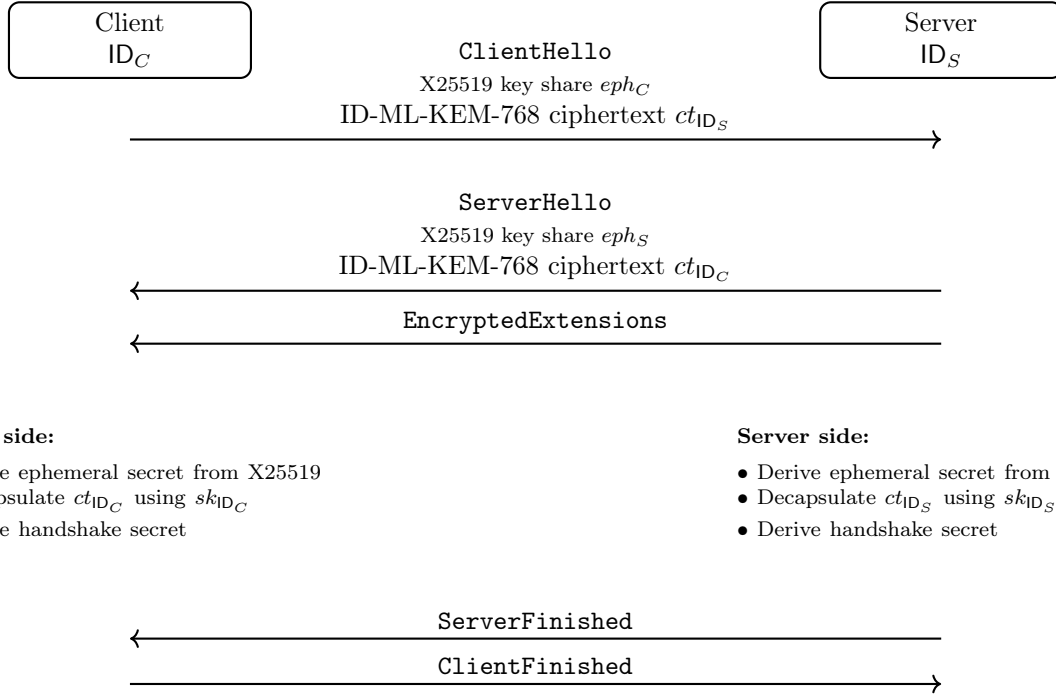 Client
ID_C
Server
ID_S
ClientHello
X25519 key share eph_C
ID-ML-KEM-768 ciphertext ct_{ID_S}
ServerHello
X25519 key share eph_S
ID-ML-KEM-768 ciphertext ct_{ID_C}
EncryptedExtensions
side:
ephemeral secret from X25519
ct_{ID_C} using sk_{ID_C}
handshake secret
Server side:
• Derive ephemeral secret from
• Decapsulate ct_{ID_S} using sk_{ID_S}
• Derive handshake secret
ServerFinished
ClientFinished